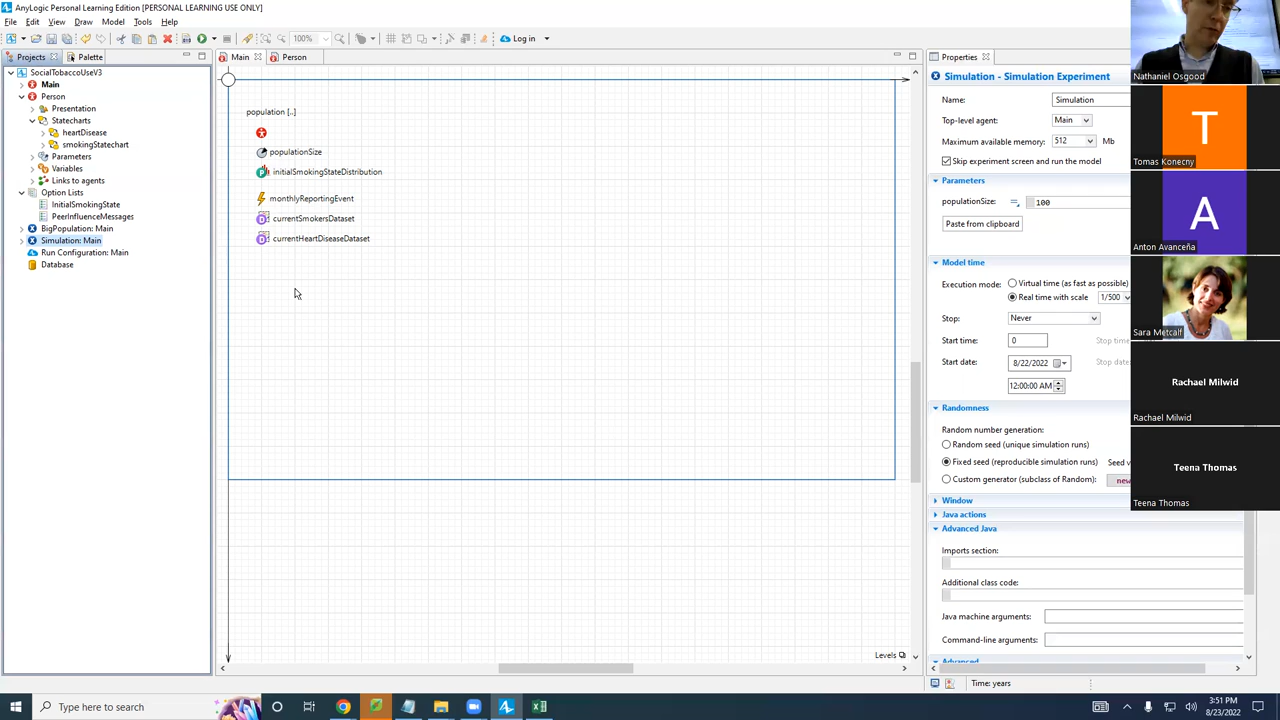 AnyLogic Personal Learning Edition [PERSONAL LEARNING USE ONLY]
File Edit View Draw Model Tools Help
100% Log in
Projects Palette
SocialTobaccoUseV3
Main
Person
Presentation
Statecharts
heartDisease
smokingStatechart
Parameters
Variables
Links to agents
Option Lists
InitialSmokingState
PeerInfluenceMessages
BigPopulation: Main
Simulation: Main
Run Configuration: Main
Database
Main Person
population [..]
populationSize
initialSmokingStateDistribution
monthlyReportingEvent
currentSmokersDataset
currentHeartDiseaseDataset
Levels
Properties
Simulation - Simulation Experiment
Name: Simulation
Top-level agent: Main
Maximum available memory: 512 Mb
Skip experiment screen and run the model
Parameters
populationSize: 100
Paste from clipboard
Model time
Execution mode: Virtual time (as fast as possible)
Real time with scale 1/500
Stop: Never
Start time: 0 Stop time:
Start date: 8/22/2022 Stop date:
12:00:00 AM
Randomness
Random number generation:
Random seed (unique simulation runs)
Fixed seed (reproducible simulation runs) Seed v
Custom generator (subclass of Random): new
Window
Java actions
Advanced Java
Imports section:
Additional class code:
Java machine arguments:
Command-line arguments:
Advanced
Time: years
Nathaniel Osgood
T
Tomas Konecny
A
Anton Avanceña
Sara Metcalf
Rachael Milwid
Rachael Milwid
Teena Thomas
Teena Thomas
Type here to search
3:51 PM
8/23/2022